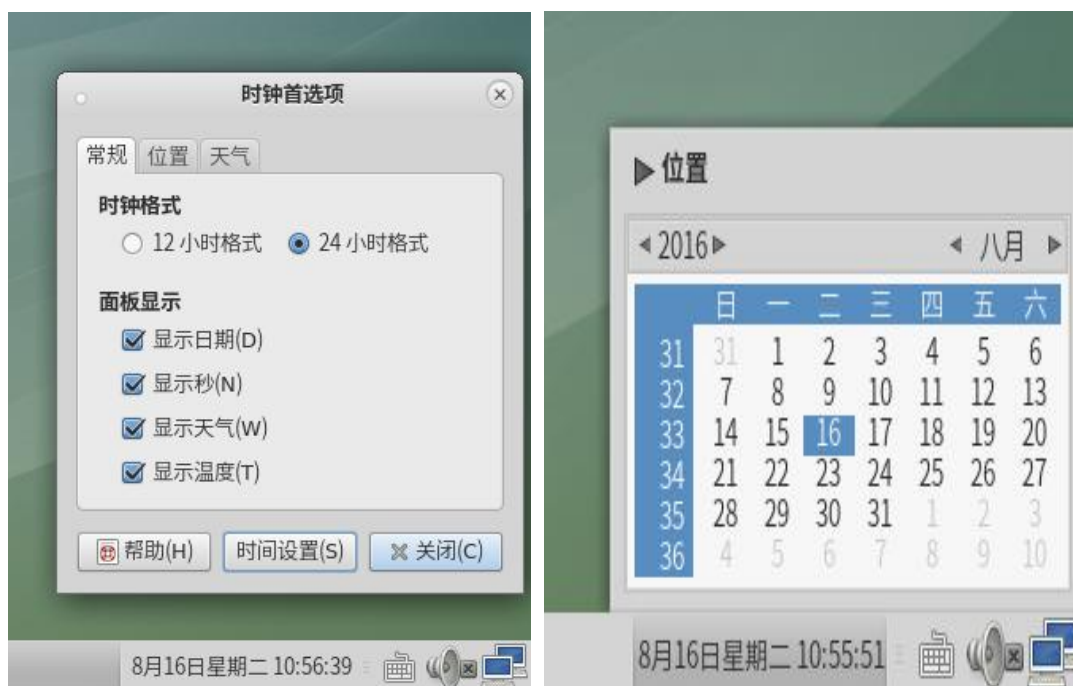 时钟首选项
常规 位置 天气
时钟格式
12 小时格式 24 小时格式
面板显示
显示日期(D)
显示秒(N)
显示天气(W)
显示温度(T)
帮助(H) 时间设置(S) 关闭(C)
8月16日星期二 10:56:39
位置
2016 八月
日 一 二 三 四 五 六
31 31 1 2 3 4 5 6
32 7 8 9 10 11 12 13
33 14 15 16 17 18 19 20
34 21 22 23 24 25 26 27
35 28 29 30 31 1 2 3
36 4 5 6 7 8 9 10
8月16日星期二 10:55:51